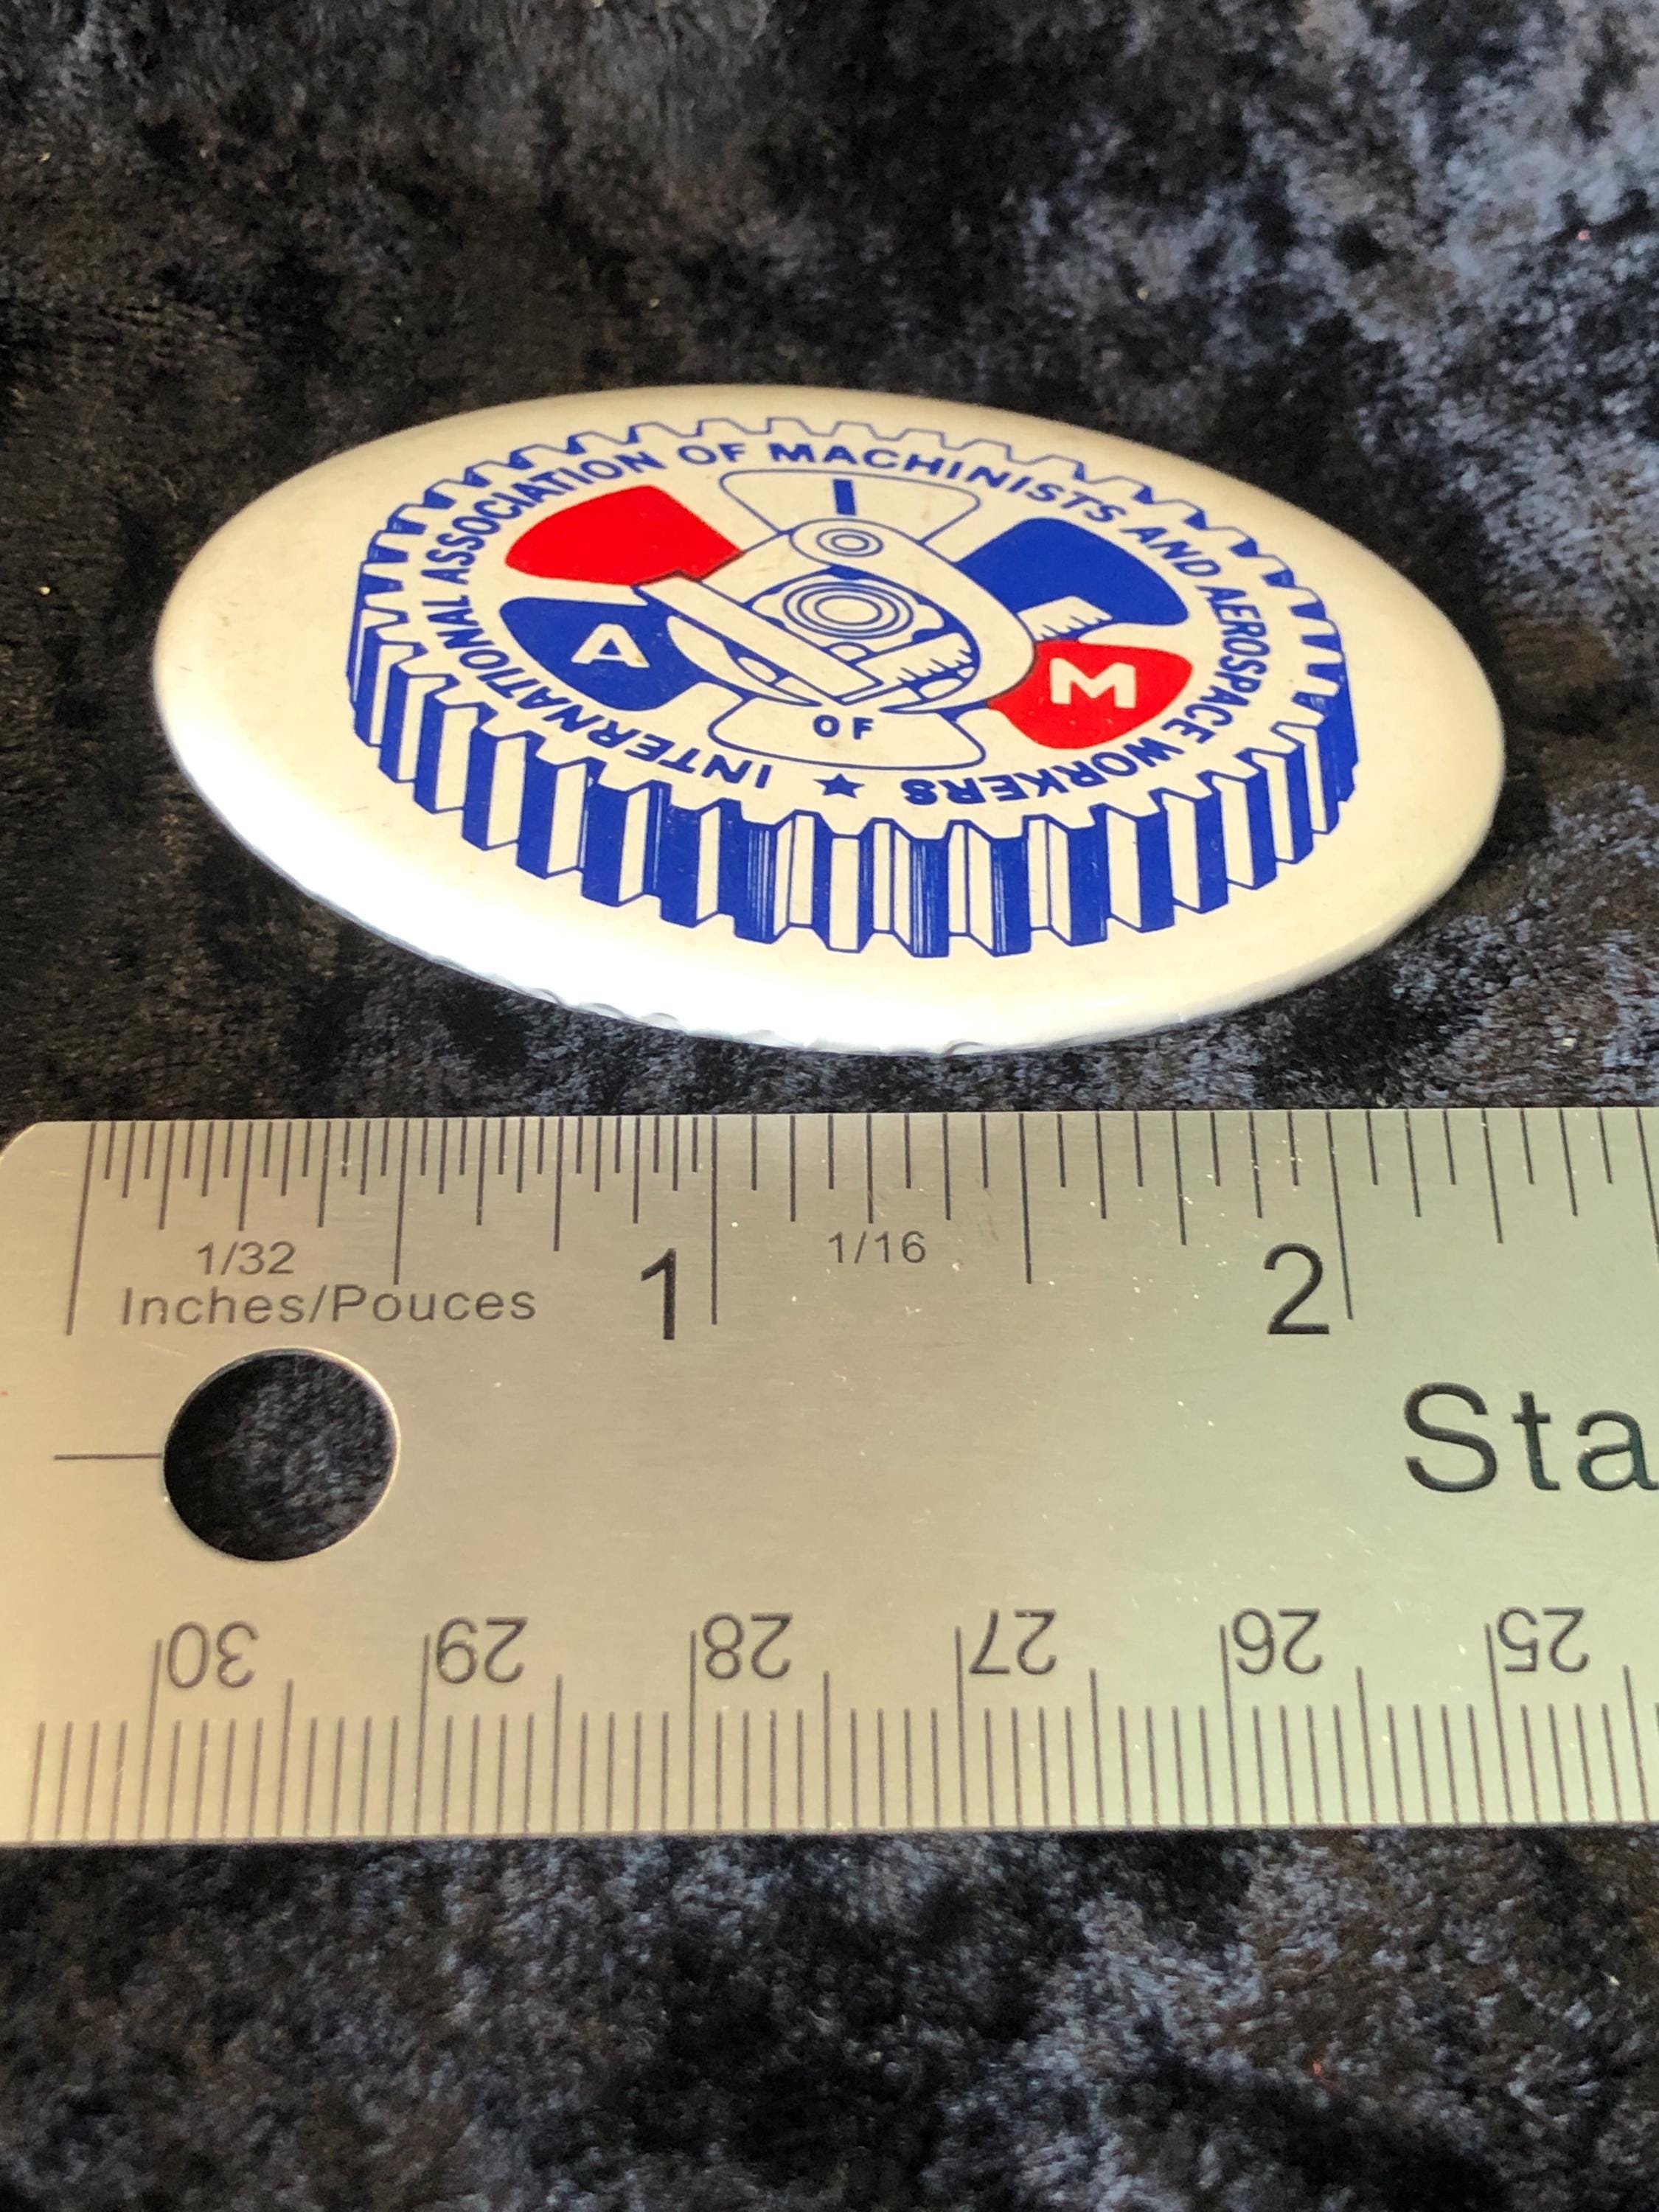 INTERNATIONAL ASSOCIATION OF MACHINISTS AND AEROSPACE WORKERS ★
I
A
M
OF
1/32
Inches/Pouces
1
1/16
2
Sta
30 29 28 27 26 25